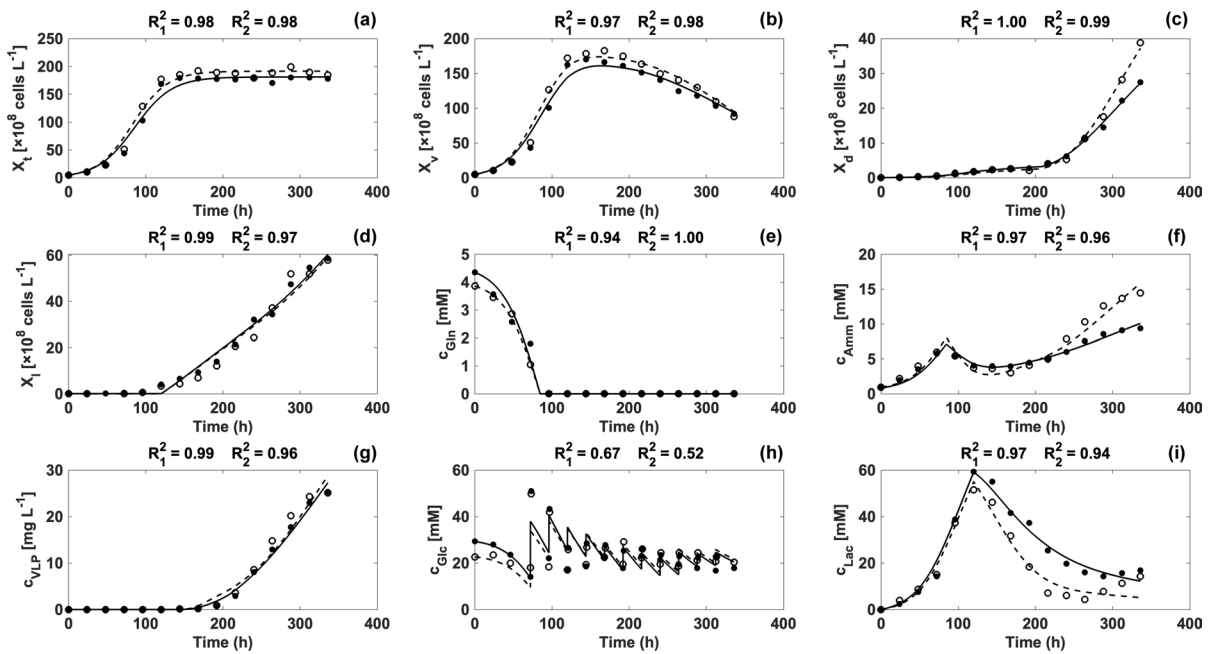 R₁² = 0.98 R₂² = 0.98 (a)
250
200
150
100
50
0
Xₜ [×10⁸ cells L⁻¹]
0 100 200 300 400
Time (h)
R₁² = 0.97 R₂² = 0.98 (b)
200
150
100
50
0
Xᵥ [×10⁸ cells L⁻¹]
0 100 200 300 400
Time (h)
R₁² = 1.00 R₂² = 0.99 (c)
40
30
20
10
0
X_d [×10⁸ cells L⁻¹]
0 100 200 300 400
Time (h)
R₁² = 0.99 R₂² = 0.97 (d)
60
40
20
0
X_l [×10⁸ cells L⁻¹]
0 100 200 300 400
Time (h)
R₁² = 0.94 R₂² = 1.00 (e)
5
4
3
2
1
0
c_Gln [mM]
0 100 200 300 400
Time (h)
R₁² = 0.97 R₂² = 0.96 (f)
20
15
10
5
0
c_Amm [mM]
0 100 200 300 400
Time (h)
R₁² = 0.99 R₂² = 0.96 (g)
30
20
10
0
c_VLP [mg L⁻¹]
0 100 200 300 400
Time (h)
R₁² = 0.67 R₂² = 0.52 (h)
60
40
20
0
c_Glc [mM]
0 100 200 300 400
Time (h)
R₁² = 0.97 R₂² = 0.94 (i)
60
40
20
0
c_Lac [mM]
0 100 200 300 400
Time (h)